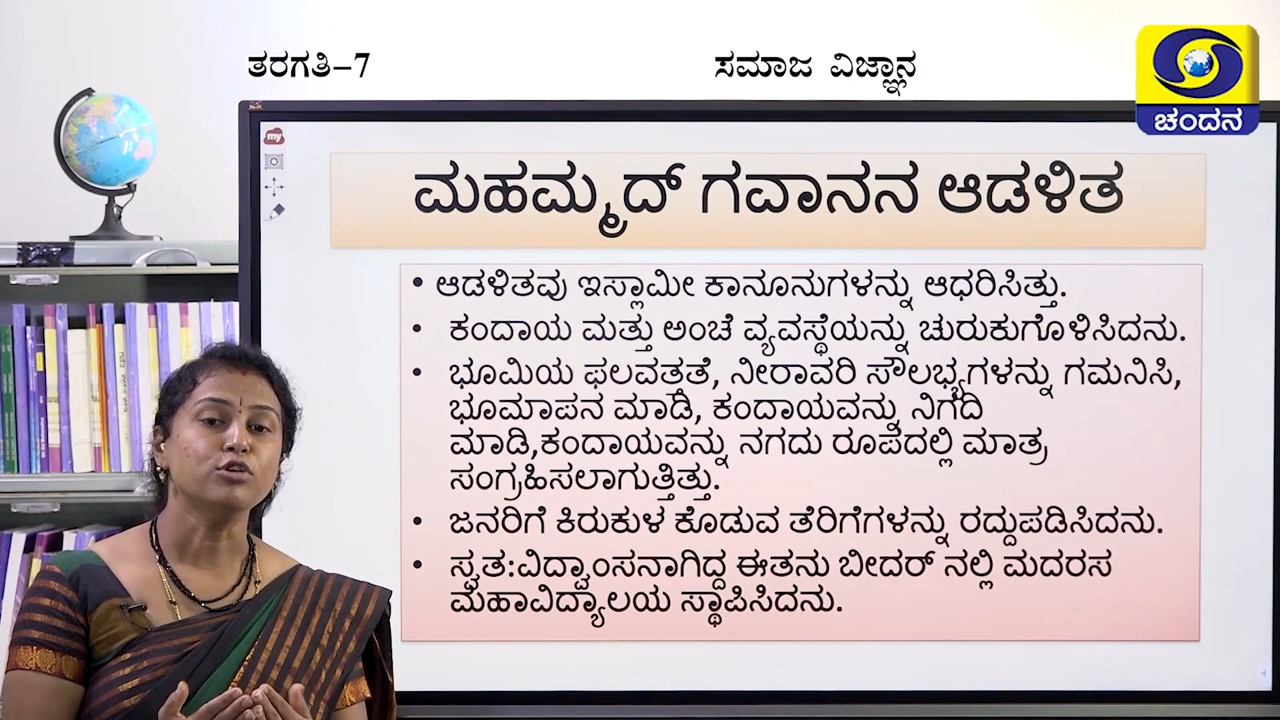 ತರಗತಿ–7
ಸಮಾಜ ವಿಜ್ಞಾನ
ಚಂದನ
my
ಮಹಮ್ಮದ್ ಗವಾನನ ಆಡಳಿತ
• ಆಡಳಿತವು ಇಸ್ಲಾಮೀ ಕಾನೂನುಗಳನ್ನು ಆಧರಿಸಿತ್ತು.
• ಕಂದಾಯ ಮತ್ತು ಅಂಚೆ ವ್ಯವಸ್ಥೆಯನ್ನು ಚುರುಕುಗೊಳಿಸಿದನು.
• ಭೂಮಿಯ ಫಲವತ್ತತೆ, ನೀರಾವರಿ ಸೌಲಭ್ಯಗಳನ್ನು ಗಮನಿಸಿ,
ಭೂಮಾಪನ ಮಾಡಿ, ಕಂದಾಯವನ್ನು ನಿಗದಿ
ಮಾಡಿ,ಕಂದಾಯವನ್ನು ನಗದು ರೂಪದಲ್ಲಿ ಮಾತ್ರ
ಸಂಗ್ರಹಿಸಲಾಗುತ್ತಿತ್ತು.
• ಜನರಿಗೆ ಕಿರುಕುಳ ಕೊಡುವ ತೆರಿಗೆಗಳನ್ನು ರದ್ದುಪಡಿಸಿದನು.
• ಸ್ವತ:ವಿದ್ವಾಂಸನಾಗಿದ್ದ ಈತನು ಬೀದರ್ ನಲ್ಲಿ ಮದರಸ
ಮಹಾವಿದ್ಯಾಲಯ ಸ್ಥಾಪಿಸಿದನು.